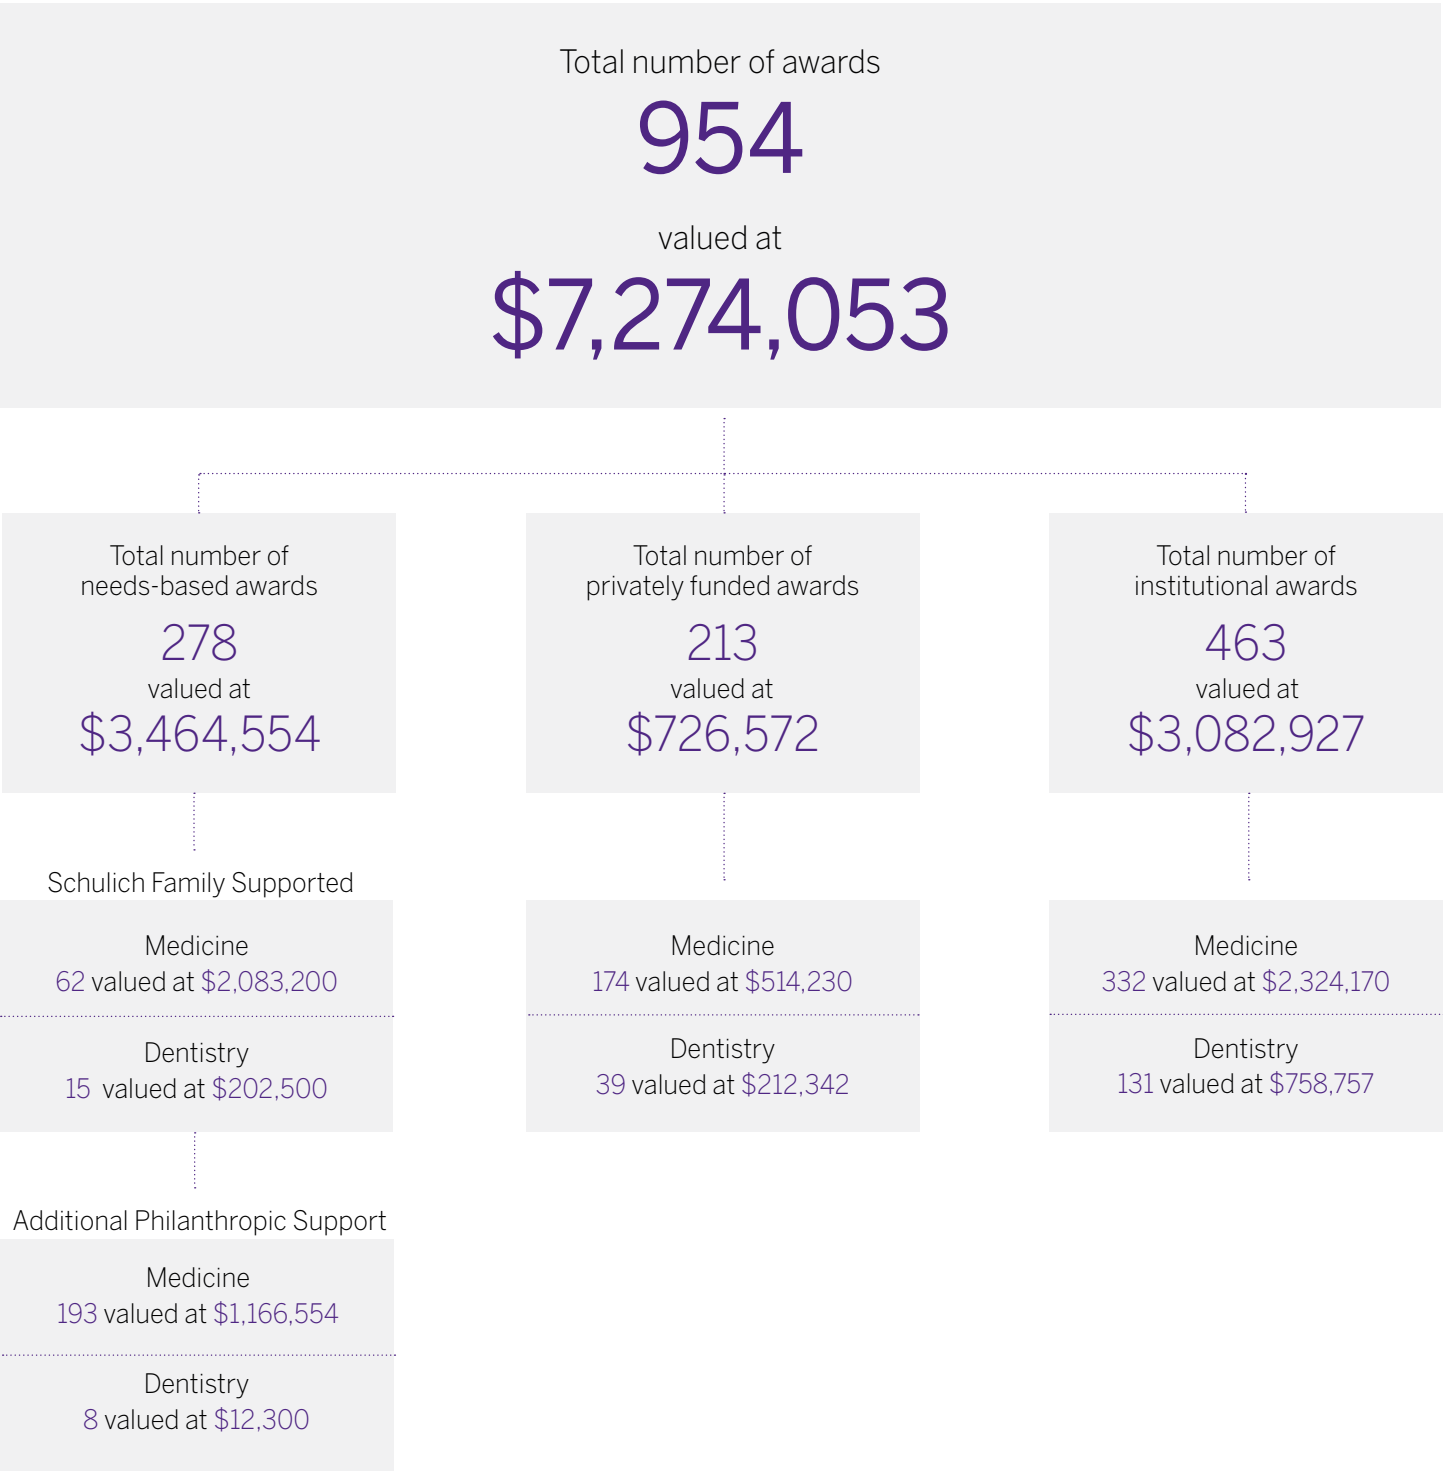 Total number of awards
954
valued at
$7,274,053
Total number of
needs-based awards
278
valued at
$3,464,554
Schulich Family Supported
Medicine
62 valued at $2,083,200
Dentistry
15 valued at $202,500
Additional Philanthropic Support
Medicine
193 valued at $1,166,554
Dentistry
8 valued at $12,300
Total number of
privately funded awards
213
valued at
$726,572
Medicine
174 valued at $514,230
Dentistry
39 valued at $212,342
Total number of
institutional awards
463
valued at
$3,082,927
Medicine
332 valued at $2,324,170
Dentistry
131 valued at $758,757